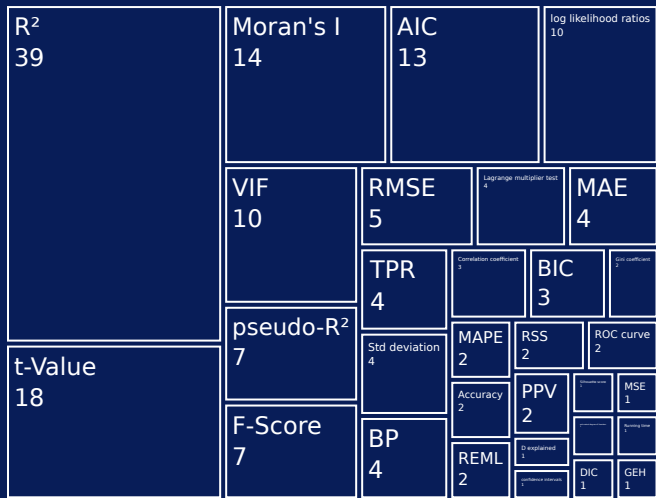 R²
39
t-Value
18
Moran's I
14
AIC
13
log likelihood ratios
10
VIF
10
pseudo-R²
7
F-Score
7
RMSE
5
Lagrange multiplier test
4
MAE
4
TPR
4
Std deviation
4
BP
4
Correlation coefficient
3
BIC
3
Gini coefficient
2
MAPE
2
RSS
2
ROC curve
2
Accuracy
2
PPV
2
REML
2
D explained
1
confidence intervals
1
1
MSE
1
Running time
1
DIC
1
GEH
1